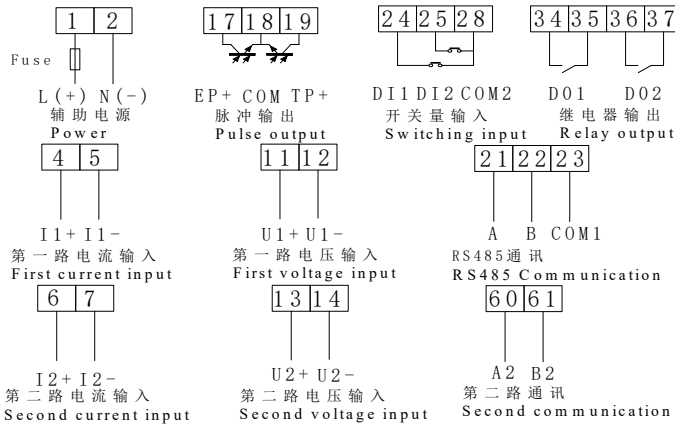 1 2
Fuse
L(+) N(-)
辅助电源
Power
17 18 19
EP+ COM TP+
脉冲输出
Pulse output
24 25 28
DI1 DI2 COM2
开关量输入
Switching input
34 35 36 37
DO1 DO2
继电器输出
Relay output
4 5
I1+ I1-
第一路电流输入
First current input
11 12
U1+ U1-
第一路电压输入
First voltage input
21 22 23
A B COM1
RS485通讯
RS485 Communication
6 7
I2+ I2-
第二路电流输入
Second current input
13 14
U2+ U2-
第二路电压输入
Second voltage input
60 61
A2 B2
第二路通讯
Second communication